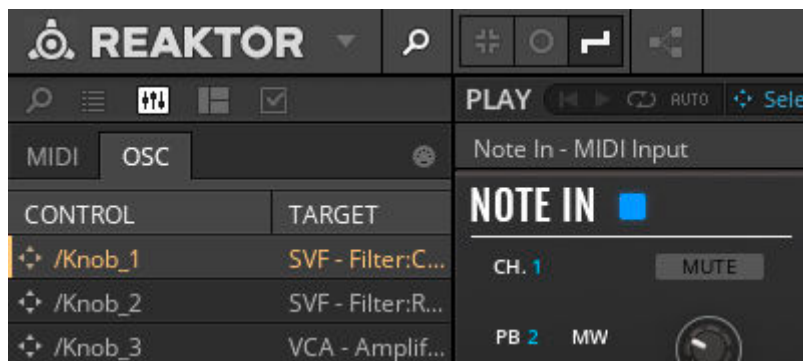 REAKTOR
PLAY AUTO Sele
MIDI OSC
Note In - MIDI Input
CONTROL TARGET
/Knob_1 SVF - Filter:C...
/Knob_2 SVF - Filter:R...
/Knob_3 VCA - Amplif...
NOTE IN
CH. 1 MUTE
PB 2 MW